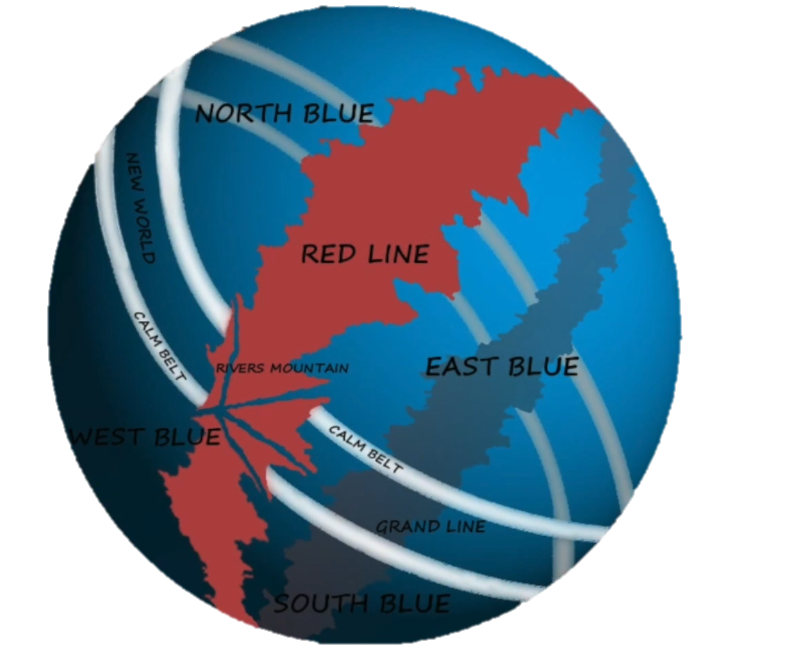 NORTH BLUE
NEW WORLD
RED LINE
CALM BELT
RIVERS MOUNTAIN
EAST BLUE
WEST BLUE
CALM BELT
GRAND LINE
SOUTH BLUE